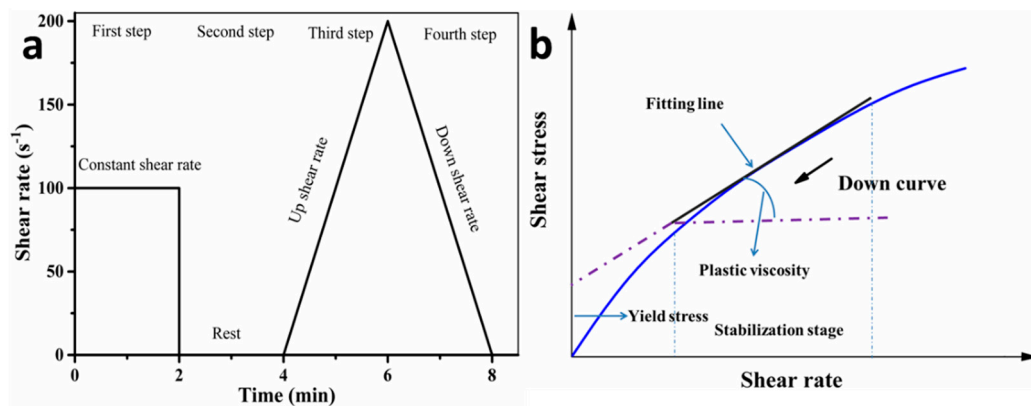 a
First step
Second step
Third step
Fourth step
Constant shear rate
Up shear rate
Down shear rate
Rest
200
150
100
50
0
0
2
4
6
8
Shear rate (s⁻¹)
Time (min)
b
Fitting line
Down curve
Plastic viscosity
Yield stress
Stabilization stage
Shear stress
Shear rate